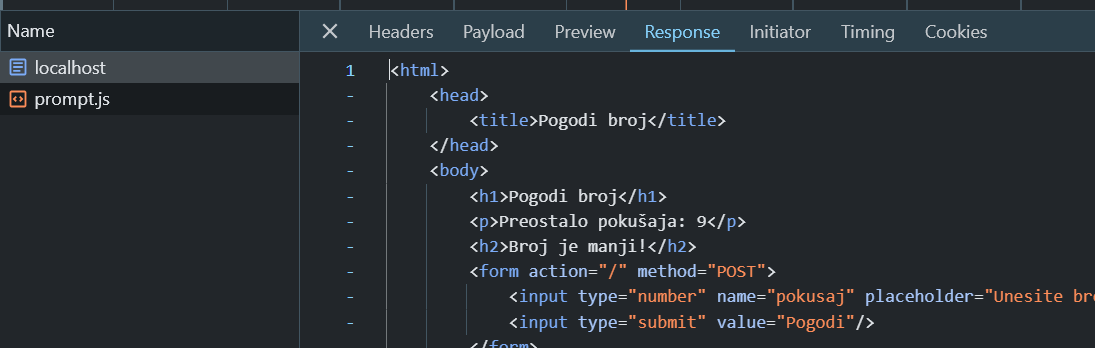 Name
Headers Payload Preview Response Initiator Timing Cookies
localhost
prompt.js
1 <html>
- <head>
- <title>Pogodi broj</title>
- </head>
- <body>
- <h1>Pogodi broj</h1>
- <p>Preostalo pokušaja: 9</p>
- <h2>Broj je manji!</h2>
- <form action="/" method="POST">
- <input type="number" name="pokusaj" placeholder="Unesite bro
- <input type="submit" value="Pogodi"/>
- </form>